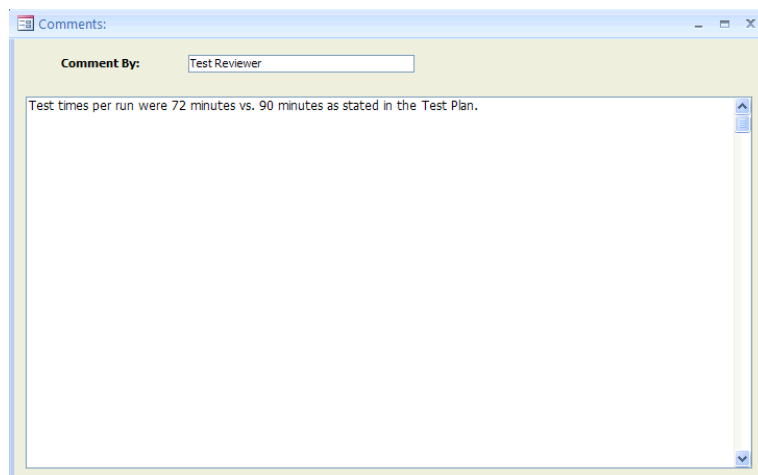 Comments:
Comment By: Test Reviewer
Test times per run were 72 minutes vs. 90 minutes as stated in the Test Plan.